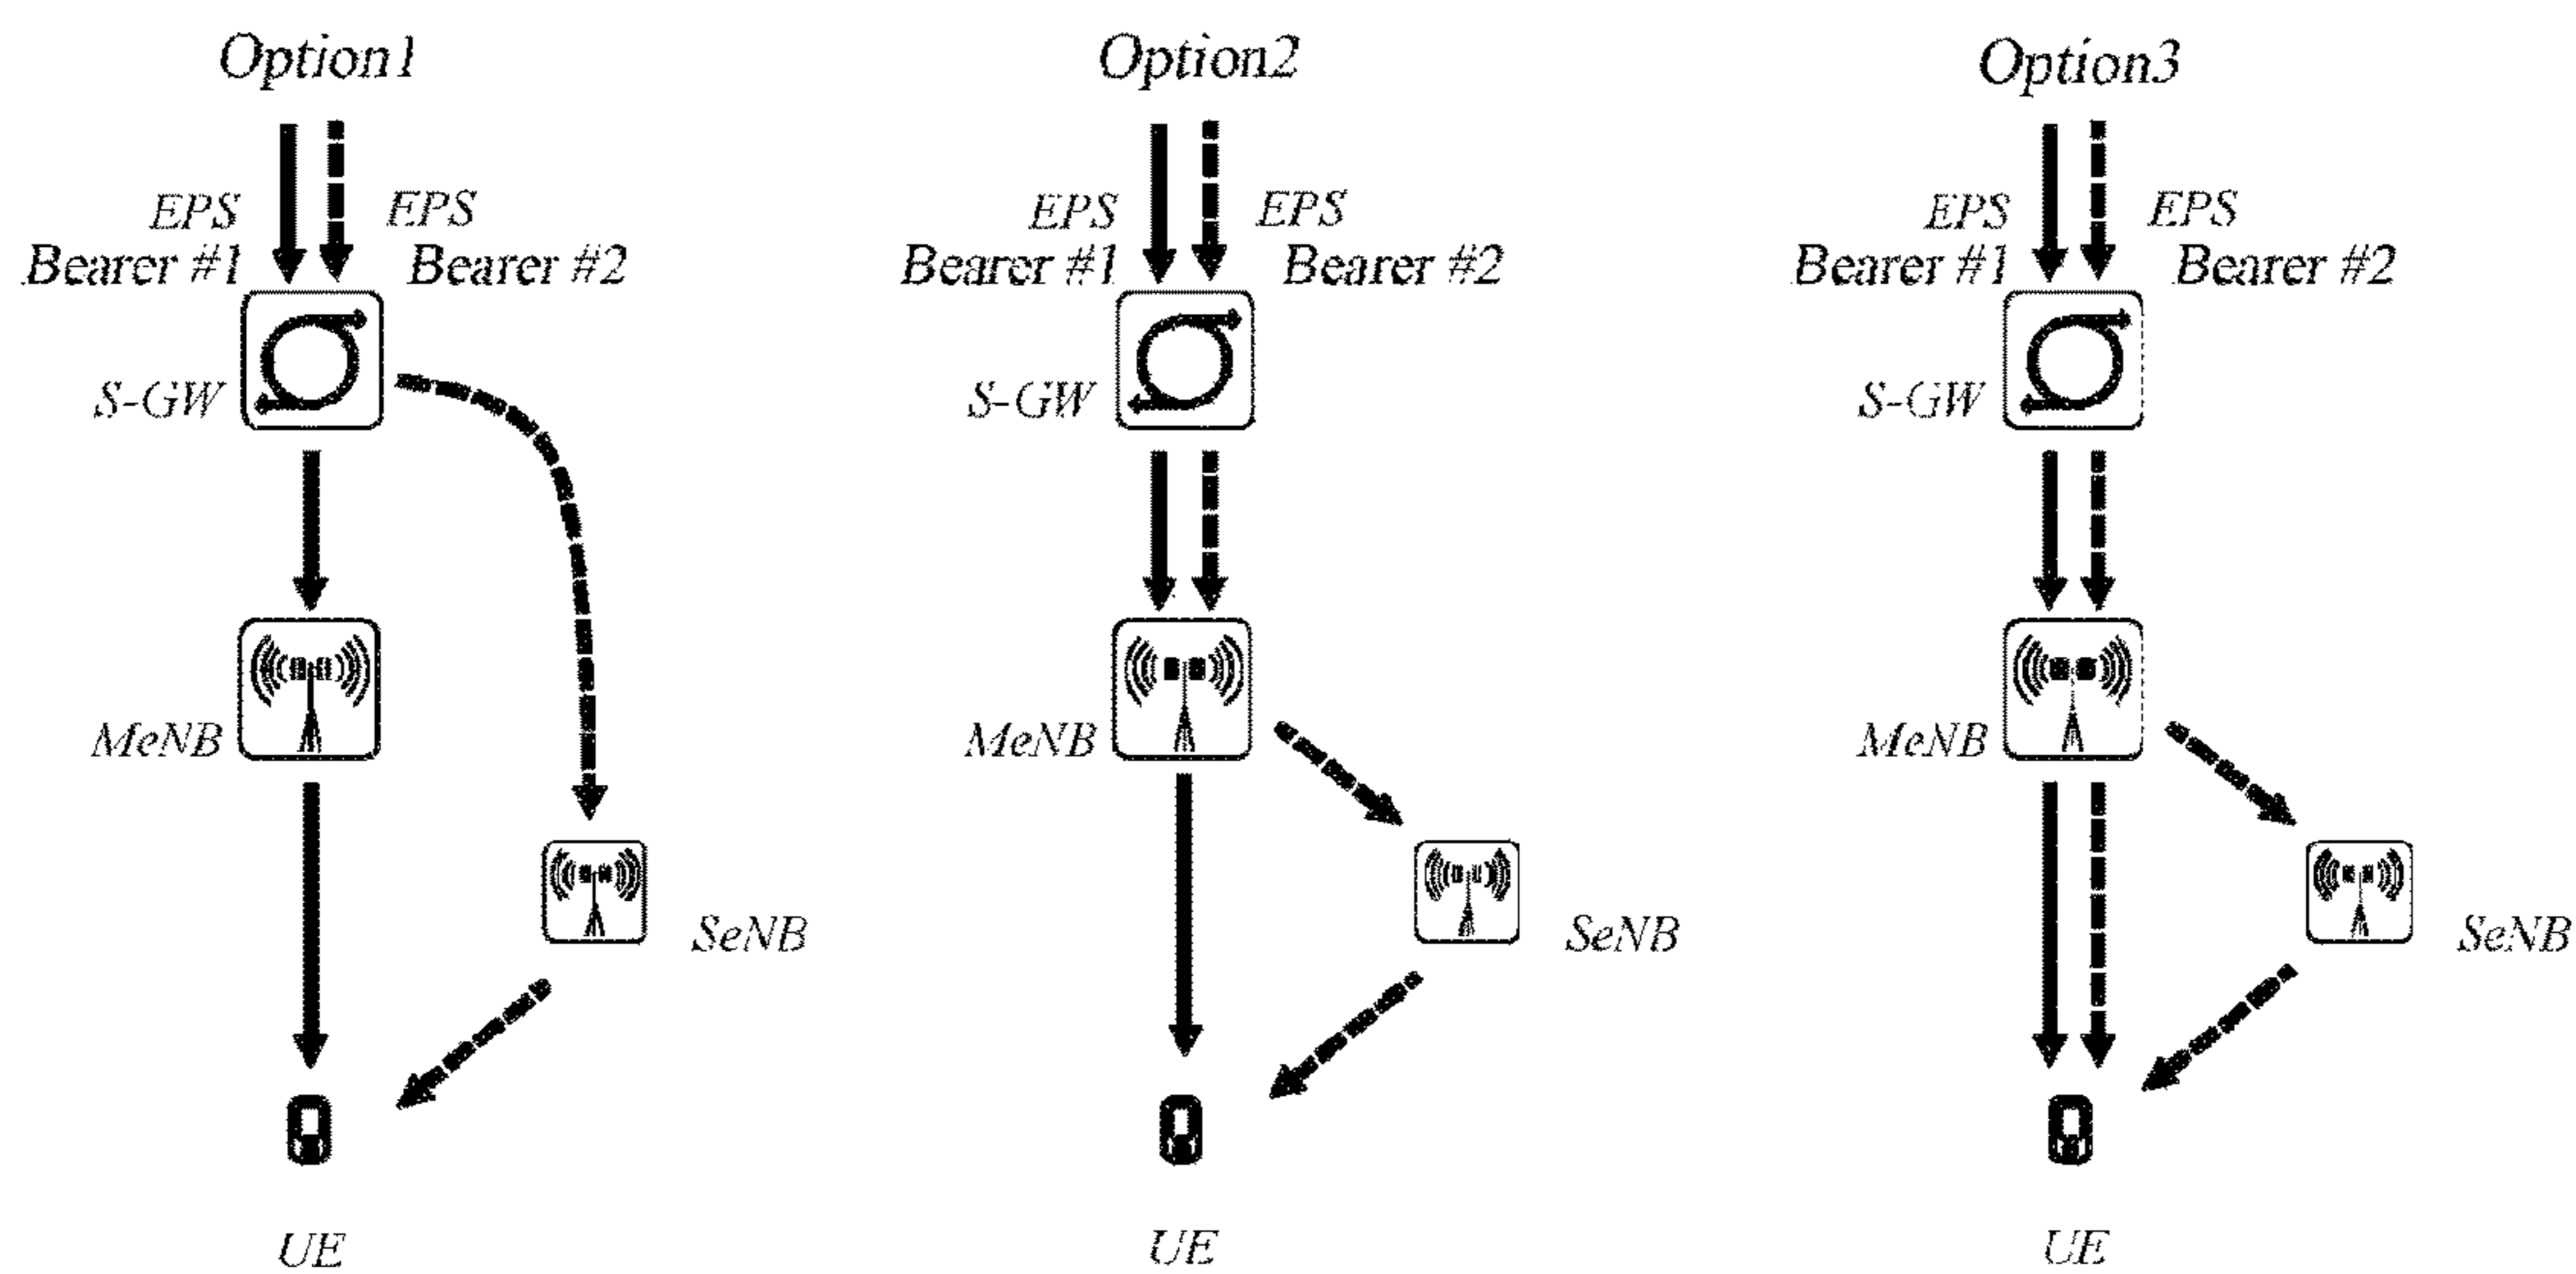 Option1
EPS
Bearer #1
EPS
Bearer #2
S-GW
MeNB
SeNB
UE
Option2
EPS
Bearer #1
EPS
Bearer #2
S-GW
MeNB
SeNB
UE
Option3
EPS
Bearer #1
EPS
Bearer #2
S-GW
MeNB
SeNB
UE